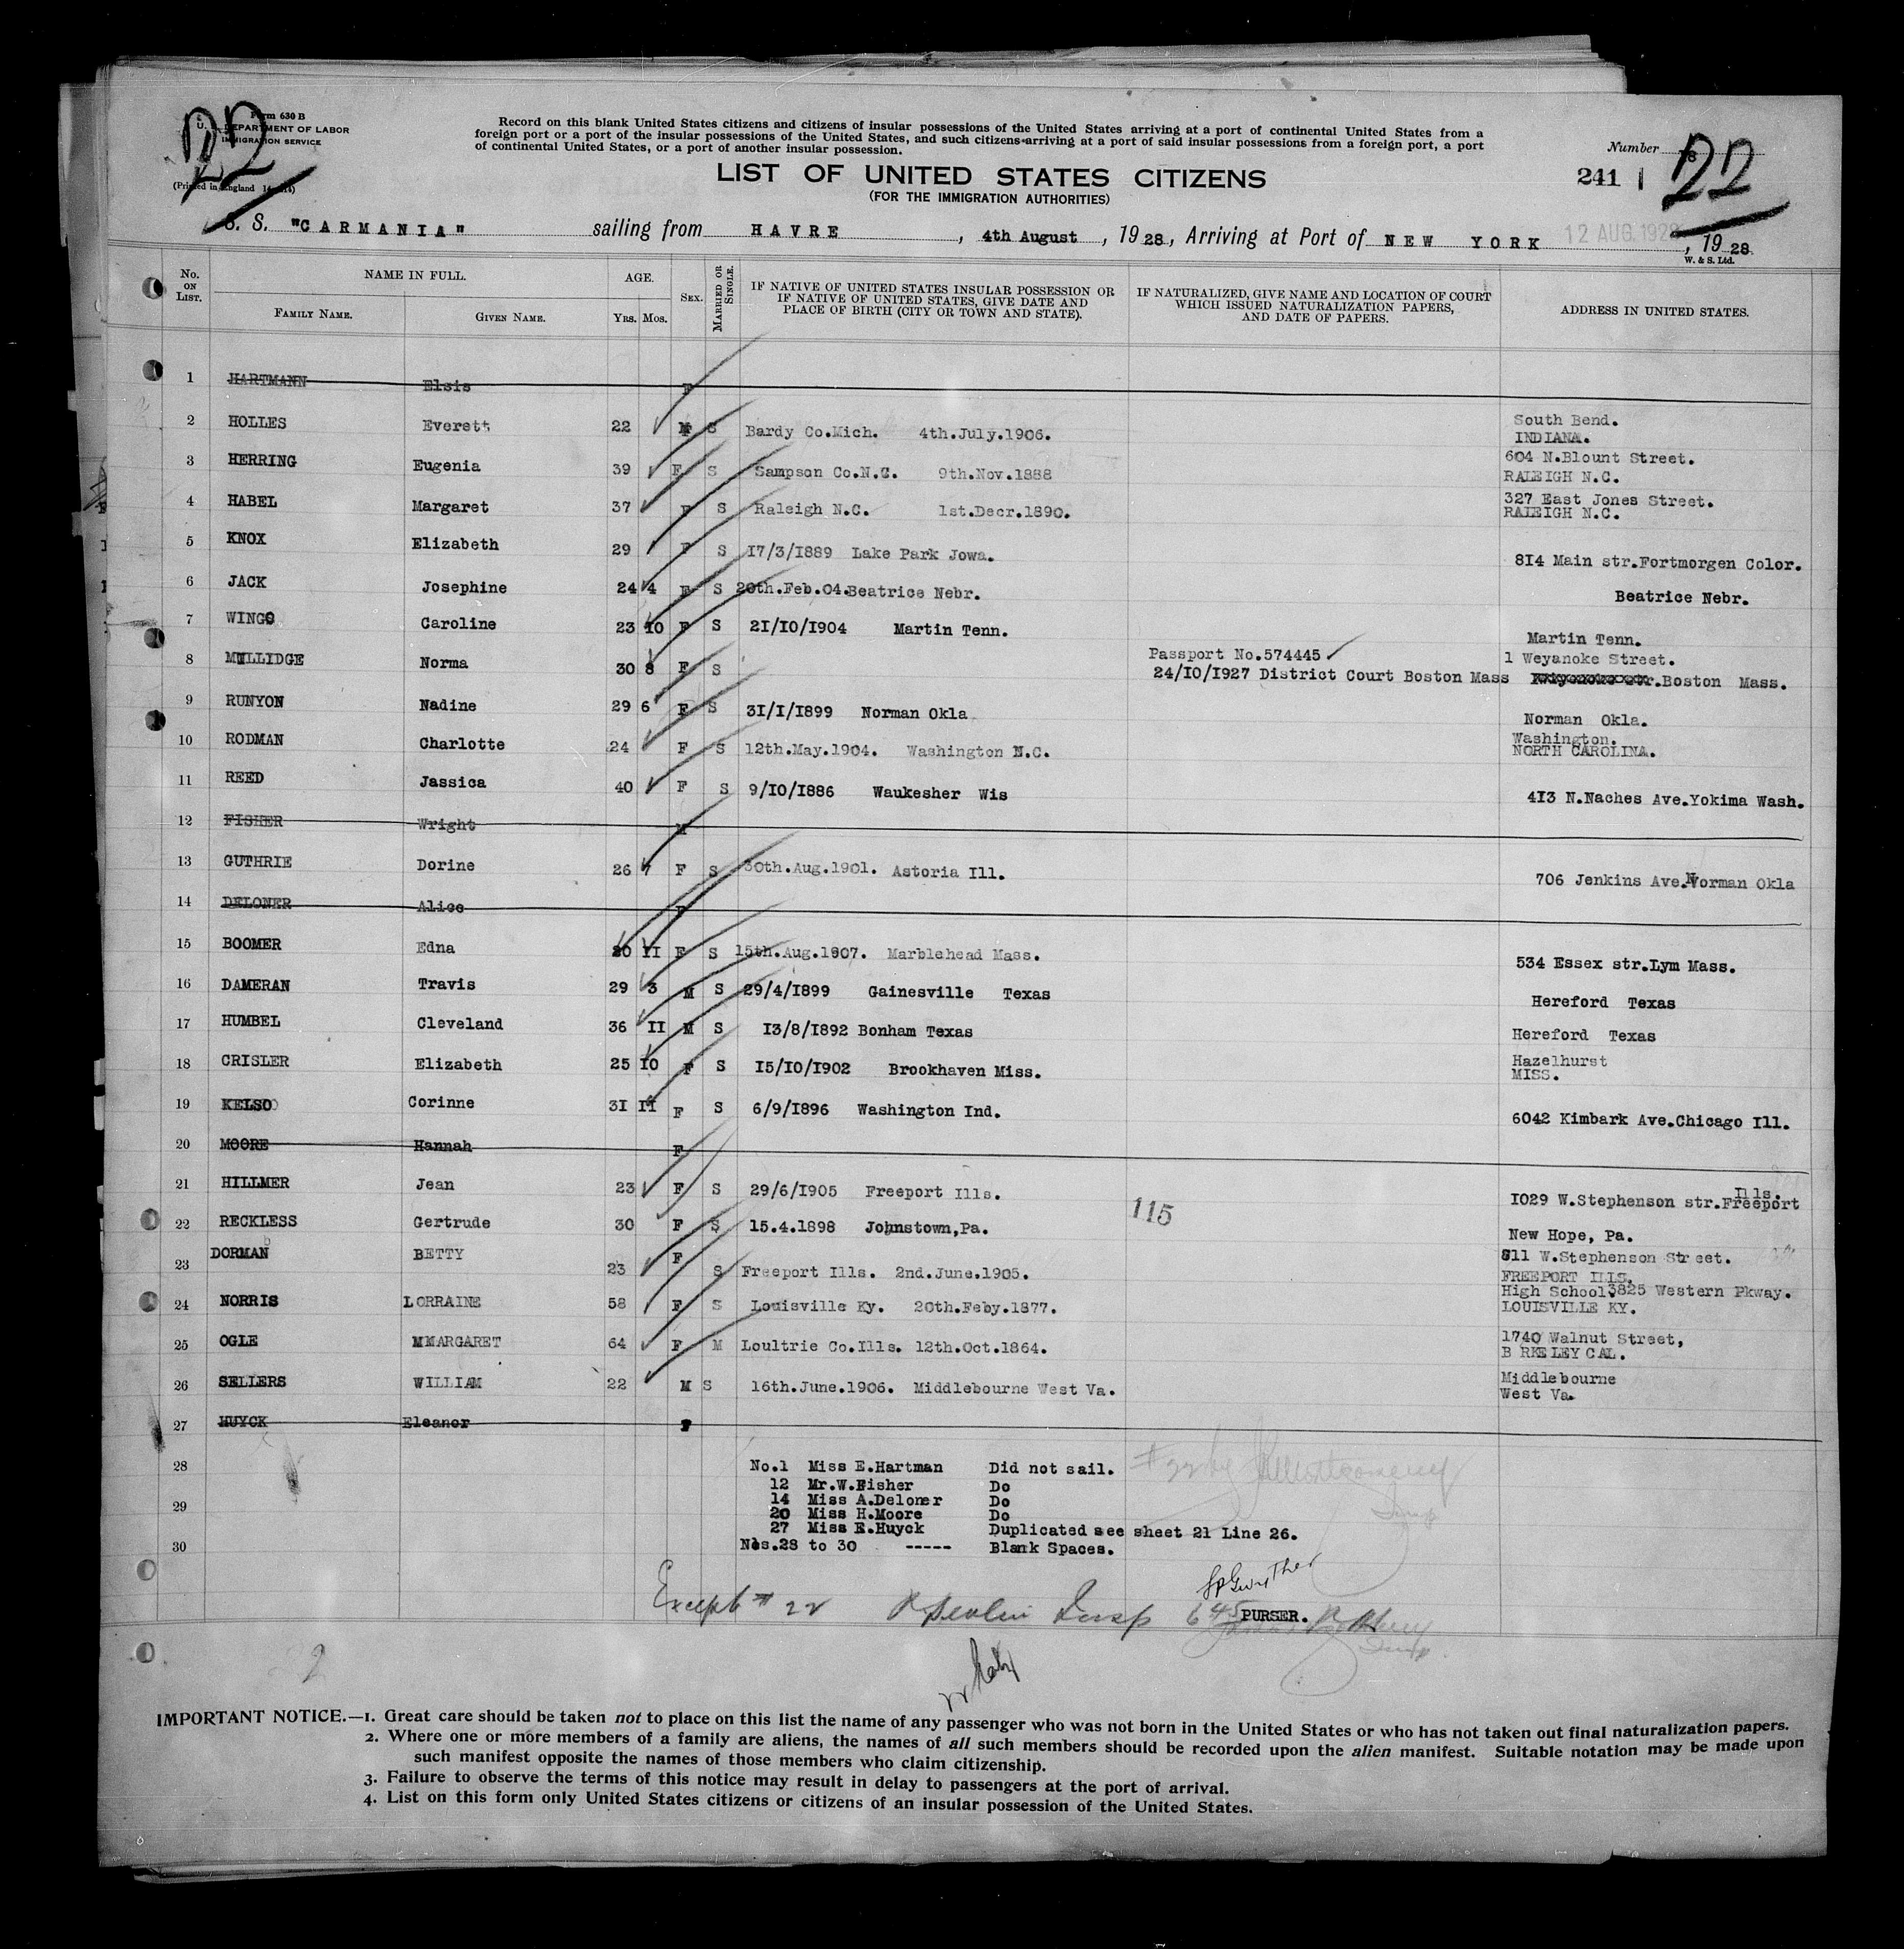 Form 630 B
U. S. DEPARTMENT OF LABOR
IMMIGRATION SERVICE
22
Record on this blank United States citizens and citizens of insular possessions of the United States arriving at a port of continental United States from a
foreign port or a port of the insular possessions of the United States, and such citizens arriving at a port of said insular possessions from a foreign port, a port
of continental United States, or a port of another insular possession.
Number
22
241
LIST OF UNITED STATES CITIZENS
(FOR THE IMMIGRATION AUTHORITIES)
S. S. "CARMANIA" sailing from HAVRE, 4th August, 1928, Arriving at Port of NEW YORK 12 AUG. 1928, 1928
W. & S. Ltd.
No. ON LIST. NAME IN FULL. AGE. SEX. MARRIED OR SINGLE. IF NATIVE OF UNITED STATES INSULAR POSSESSION OR IF NATIVE OF UNITED STATES, GIVE DATE AND PLACE OF BIRTH (CITY OR TOWN AND STATE). IF NATURALIZED, GIVE NAME AND LOCATION OF COURT WHICH ISSUED NATURALIZATION PAPERS, AND DATE OF PAPERS. ADDRESS IN UNITED STATES.
FAMILY NAME. GIVEN NAME. YRS. MOS.
1 HARTMANN Elsis F
2 HOLLES Everett 22 M S Bardy Co.Mich. 4th.July.1906. South Bend. INDIANA.
3 HERRING Eugenia 39 F S Sampson Co.N.C. 9th.Nov.1888 604 N.Blount Street. RALEIGH N.C.
4 HABEL Margaret 37 F S Raleigh N.C. 1st.Decr.1890. 327 East Jones Street. RALEIGH N.C.
5 KNOX Elizabeth 29 F S 17/3/1889 Lake Park Jowa. 814 Main str.Fortmorgen Color.
6 JACK Josephine 24 4 F S 20th.Feb.04.Beatrice Nebr. Beatrice Nebr.
7 WINGO Caroline 23 10 F S 21/10/1904 Martin Tenn. Martin Tenn.
8 MULLIDGE Norma 30 8 F S Passport No.574445 24/10/1927 District Court Boston Mass 1 Weyanoke Street. Boston Mass.
9 RUNYON Nadine 29 6 F S 31/1/1899 Norman Okla Norman Okla.
10 RODMAN Charlotte 24 F S 12th.May.1904. Washington N.C. Washington. NORTH CAROLINA.
11 REED Jassica 40 F S 9/10/1886 Waukesher Wis 413 N.Naches Ave.Yokima Wash.
12 FISHER Wright M
13 GUTHRIE Dorine 26 7 F S 30th.Aug.1901. Astoria Ill. 706 Jenkins Ave.Norman Okla
14 DELONER Alice F
15 BOOMER Edna 20 11 F S 15th.Aug.1907. Marblehead Mass. 534 Essex str.Lym Mass.
16 DAMERAN Travis 29 3 M S 29/4/1899 Gainesville Texas Hereford Texas
17 HUMBEL Cleveland 36 11 M S 13/8/1892 Bonham Texas Hereford Texas
18 CRISLER Elizabeth 25 10 F S 15/10/1902 Brookhaven Miss. Hazelhurst MISS.
19 KELSO Corinne 31 11 F S 6/9/1896 Washington Ind. 6042 Kimbark Ave.Chicago Ill.
20 MOORE Hannah F
21 HILLMER Jean 23 F S 29/6/1905 Freeport Ills. 1029 W.Stephenson str.Freeport Ills.
22 RECKLESS Gertrude 30 F S 15.4.1898 Johnstown,Pa. 115 New Hope, Pa.
23 DORMAN BETTY 23 F S Freeport Ills. 2nd.June.1905. 811 W.Stephenson Street. FREEPORT ILLS.
24 NORRIS LORRAINE 58 F S Louisville Ky. 20th.Feby.1877. High School 3825 Western Pkway. LOUISVILLE KY.
25 OGLE MMARGARET 64 F M Loultrie Co.Ills. 12th.Oct.1864. 1740 Walnut Street, B RKELEY CAL.
26 SELLERS WILLIAM 22 M S 16th.June.1906. Middlebourne West Va. Middlebourne West Va.
27 HUYCK Eleanor F
28 No.1 Miss E.Hartman Did not sail.
12 Mr.W.Fisher Do
29 14 Miss A.Deloner Do
20 Miss H.Moore Do
27 Miss E.Huyck Duplicated see sheet 21 Line 26.
30 Nos.28 to 30 ----- Blank Spaces.
Except # 22
PURSER.
IMPORTANT NOTICE.—1. Great care should be taken not to place on this list the name of any passenger who was not born in the United States or who has not taken out final naturalization papers.
2. Where one or more members of a family are aliens, the names of all such members should be recorded upon the alien manifest. Suitable notation may be made upon
such manifest opposite the names of those members who claim citizenship.
3. Failure to observe the terms of this notice may result in delay to passengers at the port of arrival.
4. List on this form only United States citizens or citizens of an insular possession of the United States.